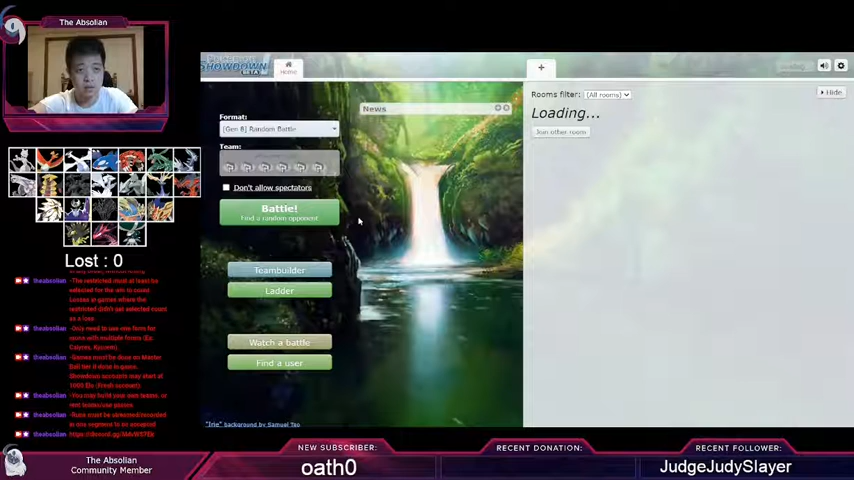 The Absolian
SHOWDOWN
BETA
Home
+
Format:
[Gen 8] Random Battle
Team:
Don't allow spectators
Battle!
Find a random opponent
Teambuilder
Ladder
Watch a battle
Find a user
"Irie" background by Samuel Teo
News
Rooms filter: (All rooms)
Hide
Loading...
Join other room
Lost : 0
theabsolian -The restricted must at least be
selected for the win to count
Losses in games where the
restricted didn't get selected count
as a loss
theabsolian -Only need to use one form for
mons with multiple forms (Ex.
Calyrex, Kyurem)
theabsolian -Games must be done on Master
Ball tier if done in game.
Showdown accounts may start at
1000 Elo (Fresh account)
theabsolian -You may build your own teams, or
rent teams/use pastes
theabsolian -Runs must be streamed/recorded
in one segment to be accepted
theabsolian
The Absolian
Community Member
NEW SUBSCRIBER:
oath0
RECENT DONATION:
RECENT FOLLOWER:
JudgeJudySlayer